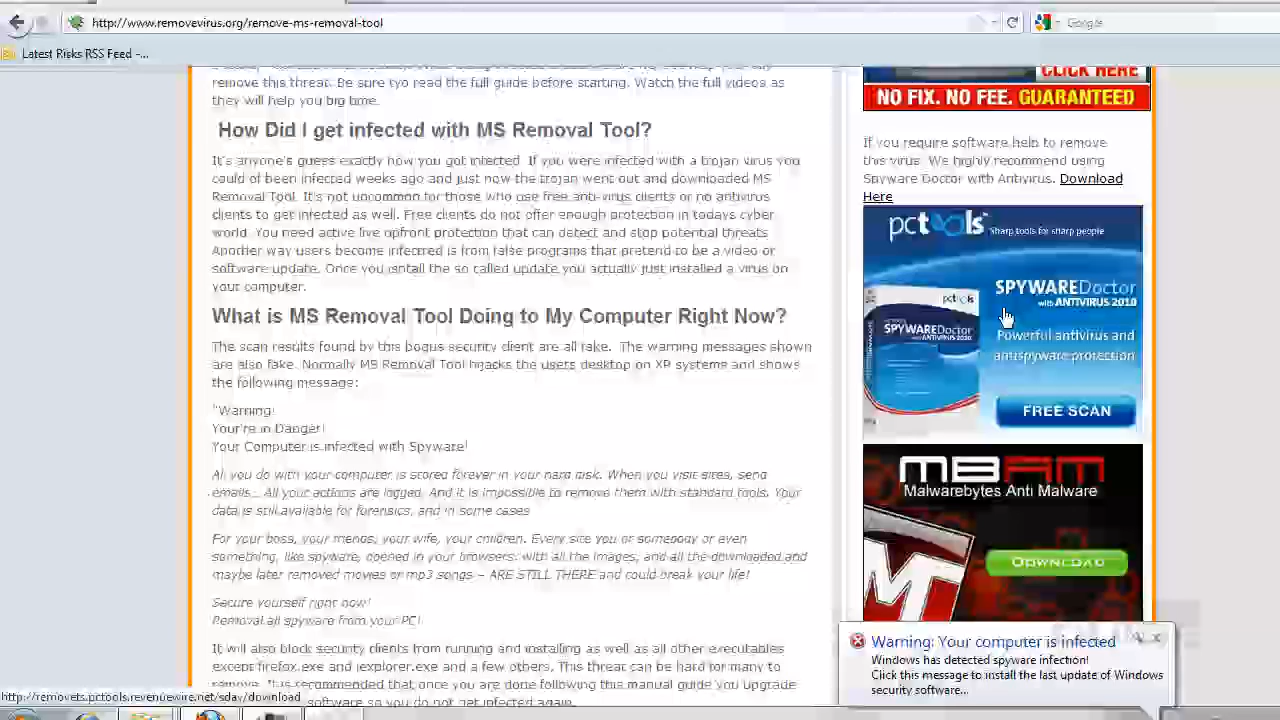 http://www.removevirus.org/remove-ms-removal-tool
Google
Latest Risks RSS Feed -...
remove this threat. Be sure tyo read the full guide before starting. Watch the full videos as
they will help you big time.
How Did I get infected with MS Removal Tool?
It's anyone's guess exactly how you got infected. If you were infected with a trojan virus you
could of been infected weeks ago and just now the trojan went out and downloaded MS
Removal Tool. It's not uncommon for those who use free anti-virus clients or no antivirus
clients to get infected as well. Free clients do not offer enough protection in todays cyber
world. You need active live upfront protection that can detect and stop potential threats
Another way users become infected is from false programs that pretend to be a video or
software update. Once you isntall the so called update you actually just installed a virus on
your computer.
What is MS Removal Tool Doing to My Computer Right Now?
The scan results found by this bogus security client are all fake. The warning messages shown
are also fake. Normally MS Removal Tool hijacks the users desktop on XP systems and shows
the following message:
"Warning!
Your're in Danger!
Your Computer is infected with Spyware!
All you do with your computer is stored forever in your hard disk. When you visit sites, send
emails... All your actions are logged. And it is impossible to remove them with standard tools. Your
data is still available for forensics, and in some cases
For your boss, your friends, your wife, your children. Every site you or somebody or even
something, like spyware, opened in your browsers, with all the images, and all the downloaded and
maybe later removed movies or mp3 songs – ARE STILL THERE and could break your life!
Secure yourself right now!
Removal all spyware from your PC!
It will also block security clients from running and installing as well as all other executables
except firefox.exe and iexplorer.exe and a few others. This threat can be hard for many to
remove. It is recommended that once you are done following this manual guide you upgrade
software so you do not get infected again.
CLICK HERE
NO FIX. NO FEE. GUARANTEED
If you require software help to remove
this virus. We highly recommend using
Spyware Doctor with Antivirus. Download
Here
pctools Sharp tools for sharp people
SPYWAREDoctor
with ANTIVIRUS 2010
Powerful antivirus and
antispyware protection
FREE SCAN
pctools
SPYWAREDoctor
with ANTIVIRUS 2010
MBAM
Malwarebytes Anti Malware
DOWNLOAD
Warning: Your computer is infected
Windows has detected spyware infection!
Click this message to install the last update of Windows
security software...
http://removets.pctools.revenuewire.net/sday/download